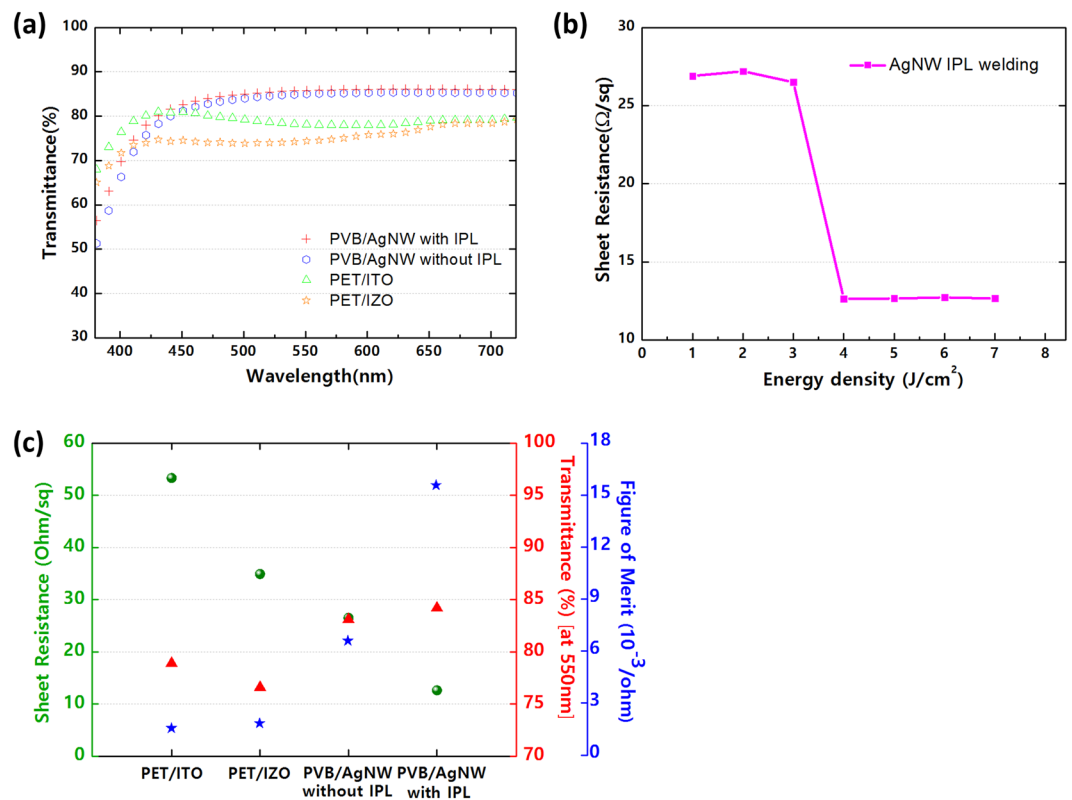 (a)
100
90
80
70
60
50
40
30
Transmittance(%)
PVB/AgNW with IPL
PVB/AgNW without IPL
PET/ITO
PET/IZO
400 450 500 550 600 650 700
Wavelength(nm)
(b)
30
25
20
15
10
Sheet Resistance(Ω/sq)
AgNW IPL welding
0 1 2 3 4 5 6 7 8
Energy density (J/cm²)
(c)
60
50
40
30
20
10
0
Sheet Resistance (Ohm/sq)
100
95
90
85
80
75
70
Transmittance (%) [at 550nm]
18
15
12
9
6
3
0
Figure of Merit (10⁻³/ohm)
PET/ITO PET/IZO PVB/AgNW PVB/AgNW
without IPL with IPL